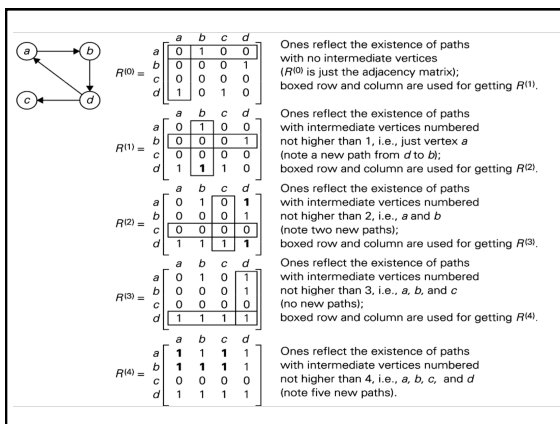 a b
c d
a b c d
a 0 1 0 0
b 0 0 0 1
R(0) =
c 0 0 0 0
d 1 0 1 0
Ones reflect the existence of paths
with no intermediate vertices
(R(0) is just the adjacency matrix);
boxed row and column are used for getting R(1).
a b c d
a 0 1 0 0
b 0 0 0 1
R(1) =
c 0 0 0 0
d 1 1 1 0
Ones reflect the existence of paths
with intermediate vertices numbered
not higher than 1, i.e., just vertex a
(note a new path from d to b);
boxed row and column are used for getting R(2).
a b c d
a 0 1 0 1
b 0 0 0 1
R(2) =
c 0 0 0 0
d 1 1 1 1
Ones reflect the existence of paths
with intermediate vertices numbered
not higher than 2, i.e., a and b
(note two new paths);
boxed row and column are used for getting R(3).
a b c d
a 0 1 0 1
b 0 0 0 1
R(3) =
c 0 0 0 0
d 1 1 1 1
Ones reflect the existence of paths
with intermediate vertices numbered
not higher than 3, i.e., a, b, and c
(no new paths);
boxed row and column are used for getting R(4).
a b c d
a 1 1 1 1
b 1 1 1 1
R(4) =
c 0 0 0 0
d 1 1 1 1
Ones reflect the existence of paths
with intermediate vertices numbered
not higher than 4, i.e., a, b, c, and d
(note five new paths).